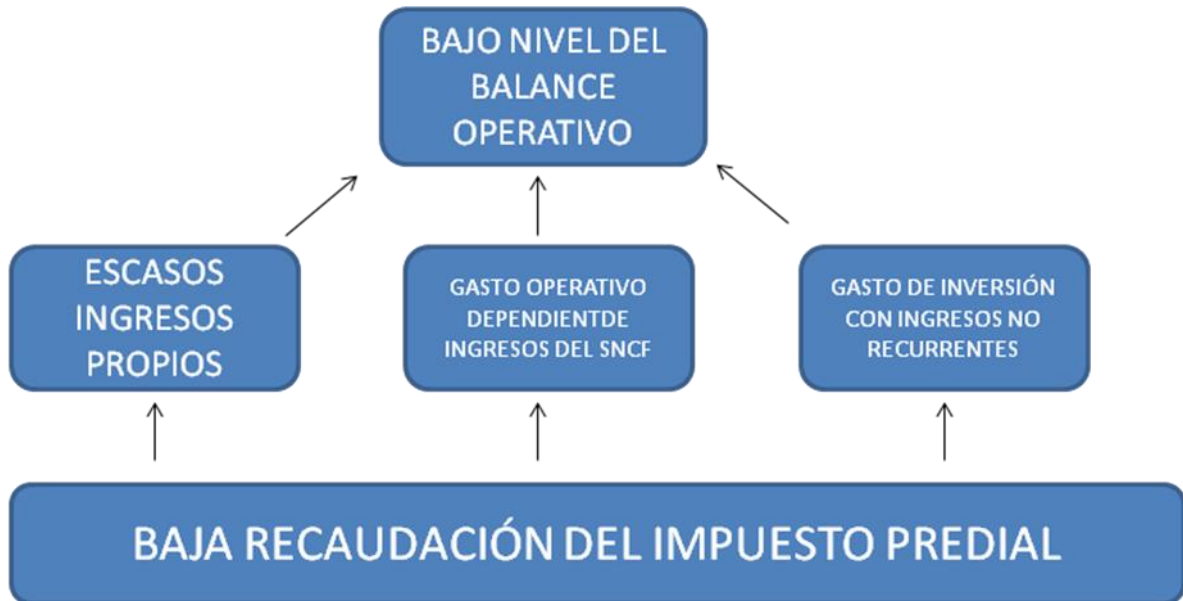 BAJO NIVEL DEL
BALANCE
OPERATIVO
ESCASOS
INGRESOS
PROPIOS
GASTO OPERATIVO
DEPENDIENTDE
INGRESOS DEL SNCF
GASTO DE INVERSIÓN
CON INGRESOS NO
RECURRENTES
BAJA RECAUDACIÓN DEL IMPUESTO PREDIAL